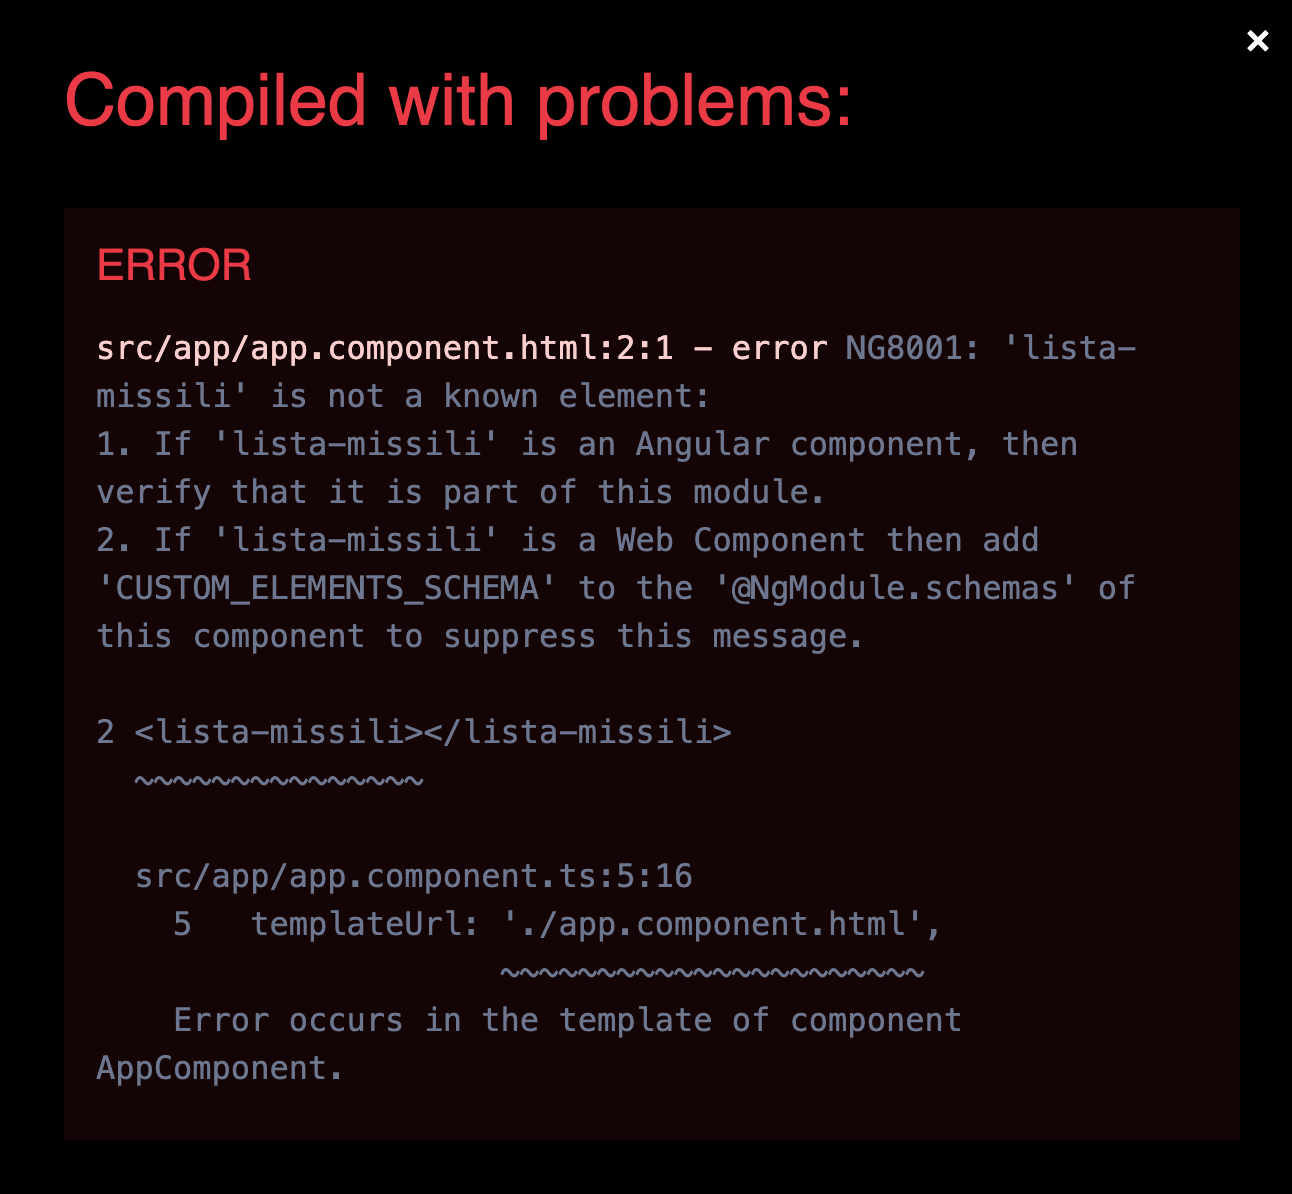 ×
Compiled with problems:
ERROR
src/app/app.component.html:2:1 - error NG8001: 'lista-
missili' is not a known element:
1. If 'lista-missili' is an Angular component, then
verify that it is part of this module.
2. If 'lista-missili' is a Web Component then add
'CUSTOM_ELEMENTS_SCHEMA' to the '@NgModule.schemas' of
this component to suppress this message.
2 <lista-missili></lista-missili>
~~~~~~~~~~~~~~~
src/app/app.component.ts:5:16
5   templateUrl: './app.component.html',
~~~~~~~~~~~~~~~~~~~~~~
Error occurs in the template of component
AppComponent.